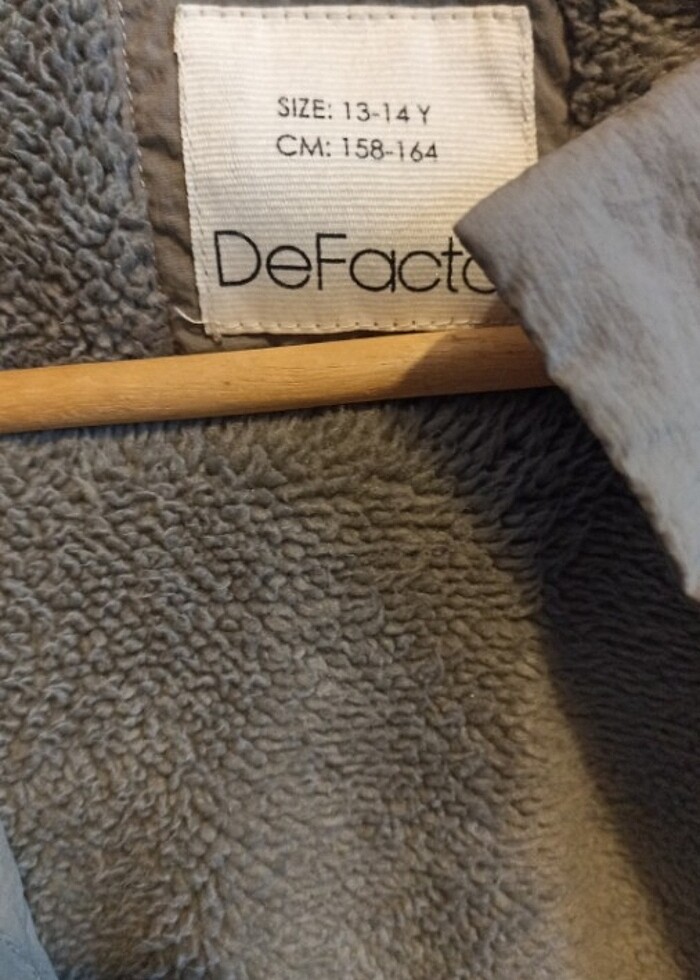 SIZE: 13-14 Y
CM: 158-164
DeFacto